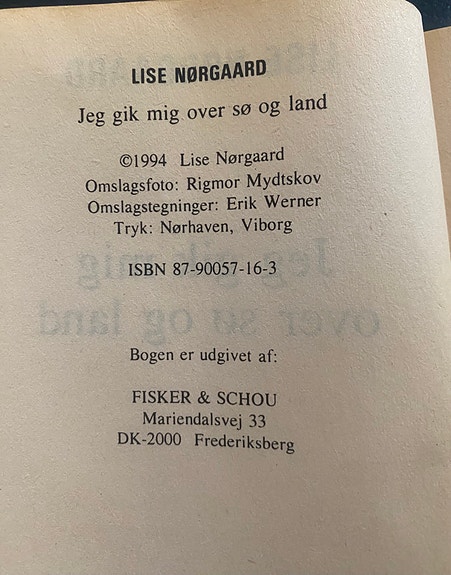 LISE NØRGAARD
Jeg gik mig over sø og land
©1994 Lise Nørgaard
Omslagsfoto: Rigmor Mydtskov
Omslagstegninger: Erik Werner
Tryk: Nørhaven, Viborg
ISBN 87-90057-16-3
Bogen er udgivet af:
FISKER & SCHOU
Mariendalsvej 33
DK-2000 Frederiksberg